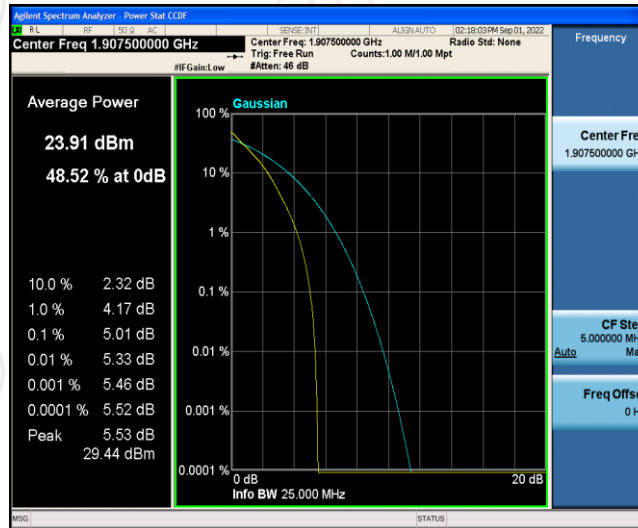 Agilent Spectrum Analyzer - Power Stat CCDF
RL RF 50 Ω AC SENSE:INT ALIGN AUTO 02:18:03 PM Sep 01, 2022
Center Freq 1.907500000 GHz
Center Freq: 1.907500000 GHz Radio Std: None
Trig: Free Run Counts:1.00 M/1.00 Mpt
#IFGain:Low #Atten: 46 dB
Frequency
Average Power
23.91 dBm
48.52 % at 0dB
10.0 % 2.32 dB
1.0 % 4.17 dB
0.1 % 5.01 dB
0.01 % 5.33 dB
0.001 % 5.46 dB
0.0001 % 5.52 dB
Peak 5.53 dB
29.44 dBm
Gaussian
100 %
10 %
1 %
0.1 %
0.01 %
0.001 %
0.0001 %
0 dB 20 dB
Info BW 25.000 MHz
Center Fre
1.907500000 GH
CF Ste
5.000000 MH
Auto Ma
Freq Offse
0 H
MSG STATUS